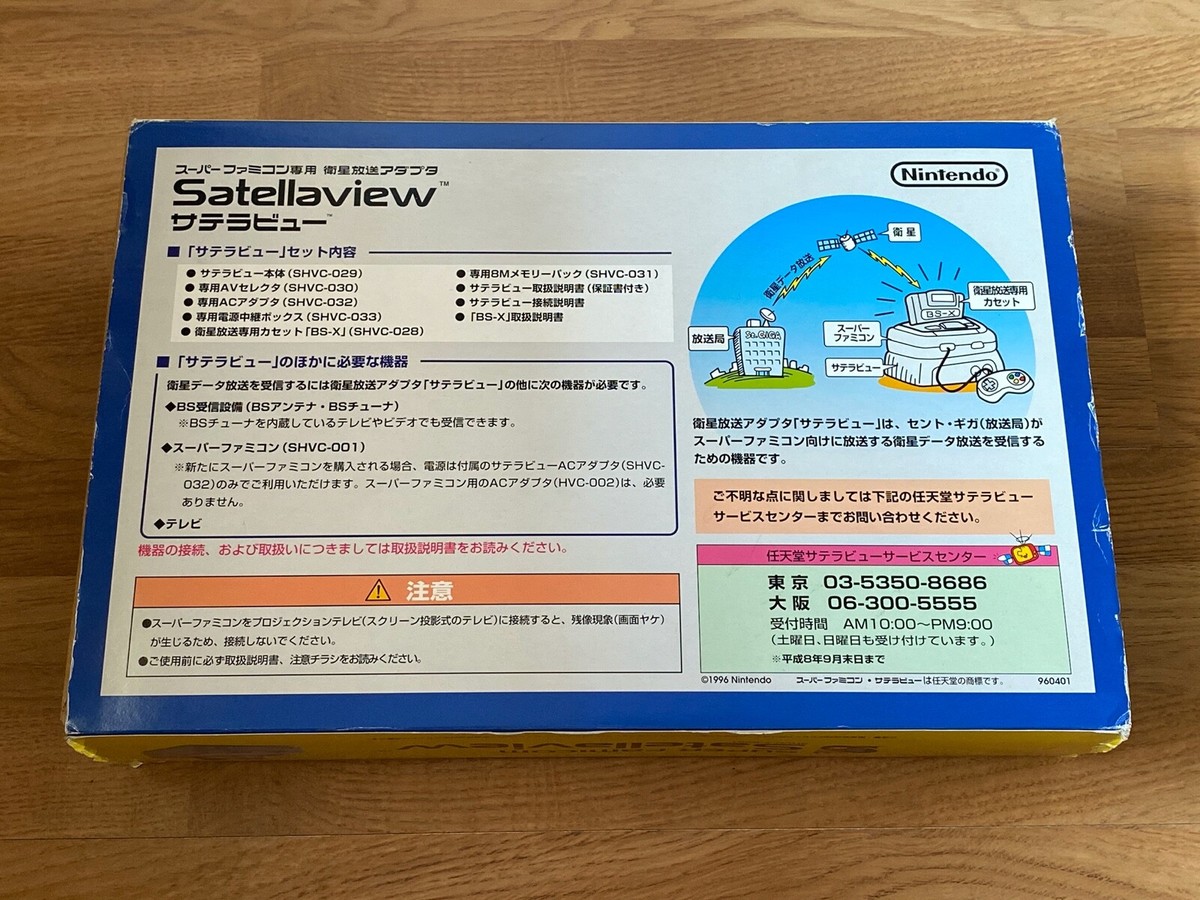 スーパーファミコン専用 衛星放送アダプタ
Satellaview™
サテラビュー™
Nintendo
■「サテラビュー」セット内容
● サテラビュー本体(SHVC-029)
● 専用AVセレクタ(SHVC-030)
● 専用ACアダプタ(SHVC-032)
● 専用電源中継ボックス(SHVC-033)
● 衛星放送専用カセット「BS-X」(SHVC-028)
● 専用8Mメモリーパック(SHVC-031)
● サテラビュー取扱説明書(保証書付き)
● サテラビュー接続説明書
● 「BS-X」取扱説明書
■「サテラビュー」のほかに必要な機器
衛星データ放送を受信するには衛星放送アダプタ「サテラビュー」の他に次の機器が必要です。
◆BS受信設備(BSアンテナ・BSチューナ)
※BSチューナを内蔵しているテレビやビデオでも受信できます。
◆スーパーファミコン(SHVC-001)
※新たにスーパーファミコンを購入される場合、電源は付属のサテラビューACアダプタ(SHVC-
032)のみでご利用いただけます。スーパーファミコン用のACアダプタ(HVC-002)は、必要
ありません。
◆テレビ
機器の接続、および取扱いにつきましては取扱説明書をお読みください。
注意
●スーパーファミコンをプロジェクションテレビ(スクリーン投影式のテレビ)に接続すると、残像現象(画面ヤケ)
が生じるため、接続しないでください。
●ご使用前に必ず取扱説明書、注意チラシをお読みください。
衛星
衛星データ放送
衛星放送専用
カセット
BS-X
放送局
St.GIGA
スーパー
ファミコン
サテラビュー
衛星放送アダプタ「サテラビュー」は、セント・ギガ(放送局)が
スーパーファミコン向けに放送する衛星データ放送を受信する
ための機器です。
ご不明な点に関しましては下記の任天堂サテラビュー
サービスセンターまでお問い合わせください。
任天堂サテラビューサービスセンター
東京 03-5350-8686
大阪 06-300-5555
受付時間 AM10:00〜PM9:00
(土曜日、日曜日も受け付けています。)
※平成8年9月末日まで
©1996 Nintendo スーパーファミコン・サテラビューは任天堂の商標です。 960401
Satellaview